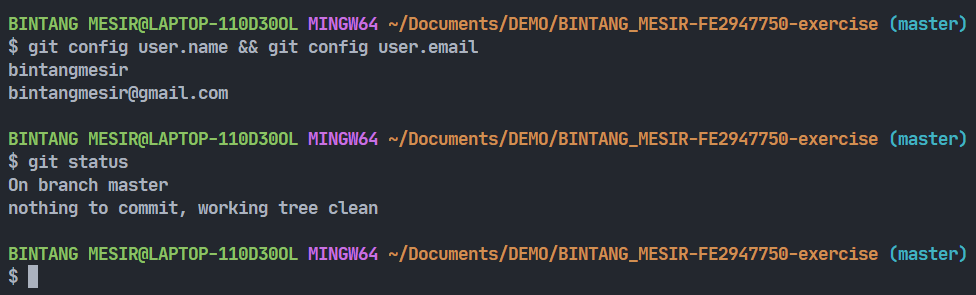 BINTANG MESIR@LAPTOP-110D30OL MINGW64 ~/Documents/DEMO/BINTANG_MESIR-FE2947750-exercise (master)
$ git config user.name && git config user.email
bintangmesir
bintangmesir@gmail.com
BINTANG MESIR@LAPTOP-110D30OL MINGW64 ~/Documents/DEMO/BINTANG_MESIR-FE2947750-exercise (master)
$ git status
On branch master
nothing to commit, working tree clean
BINTANG MESIR@LAPTOP-110D30OL MINGW64 ~/Documents/DEMO/BINTANG_MESIR-FE2947750-exercise (master)
$